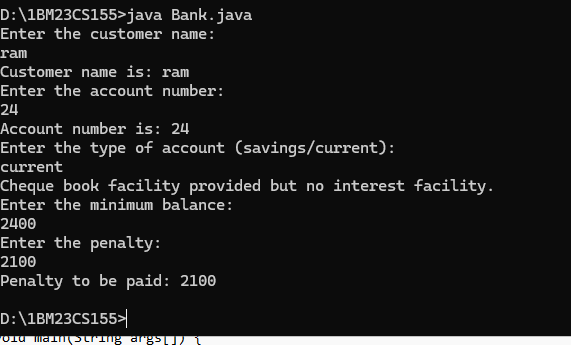 D:\1BM23CS155>java Bank.java
Enter the customer name:
ram
Customer name is: ram
Enter the account number:
24
Account number is: 24
Enter the type of account (savings/current):
current
Cheque book facility provided but no interest facility.
Enter the minimum balance:
2400
Enter the penalty:
2100
Penalty to be paid: 2100
D:\1BM23CS155>
void main(String args[]) {